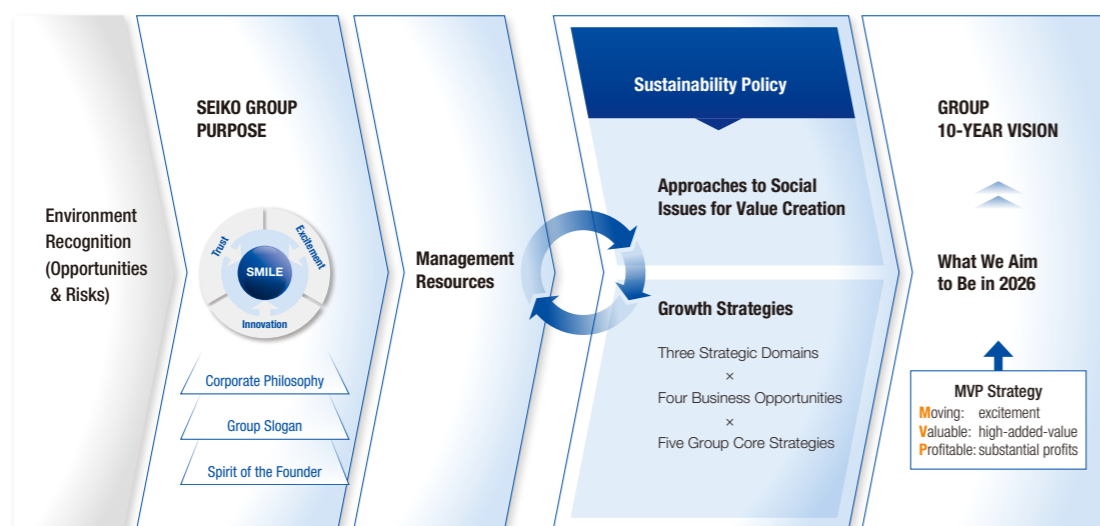 Environment
Recognition
(Opportunities
& Risks)
SEIKO GROUP
PURPOSE
Trust
Excitement
SMILE
Innovation
Corporate Philosophy
Group Slogan
Spirit of the Founder
Management
Resources
Sustainability Policy
Approaches to Social
Issues for Value Creation
Growth Strategies
Three Strategic Domains
×
Four Business Opportunities
×
Five Group Core Strategies
GROUP
10-YEAR VISION
What We Aim
to Be in 2026
MVP Strategy
Moving: excitement
Valuable: high-added-value
Profitable: substantial profits